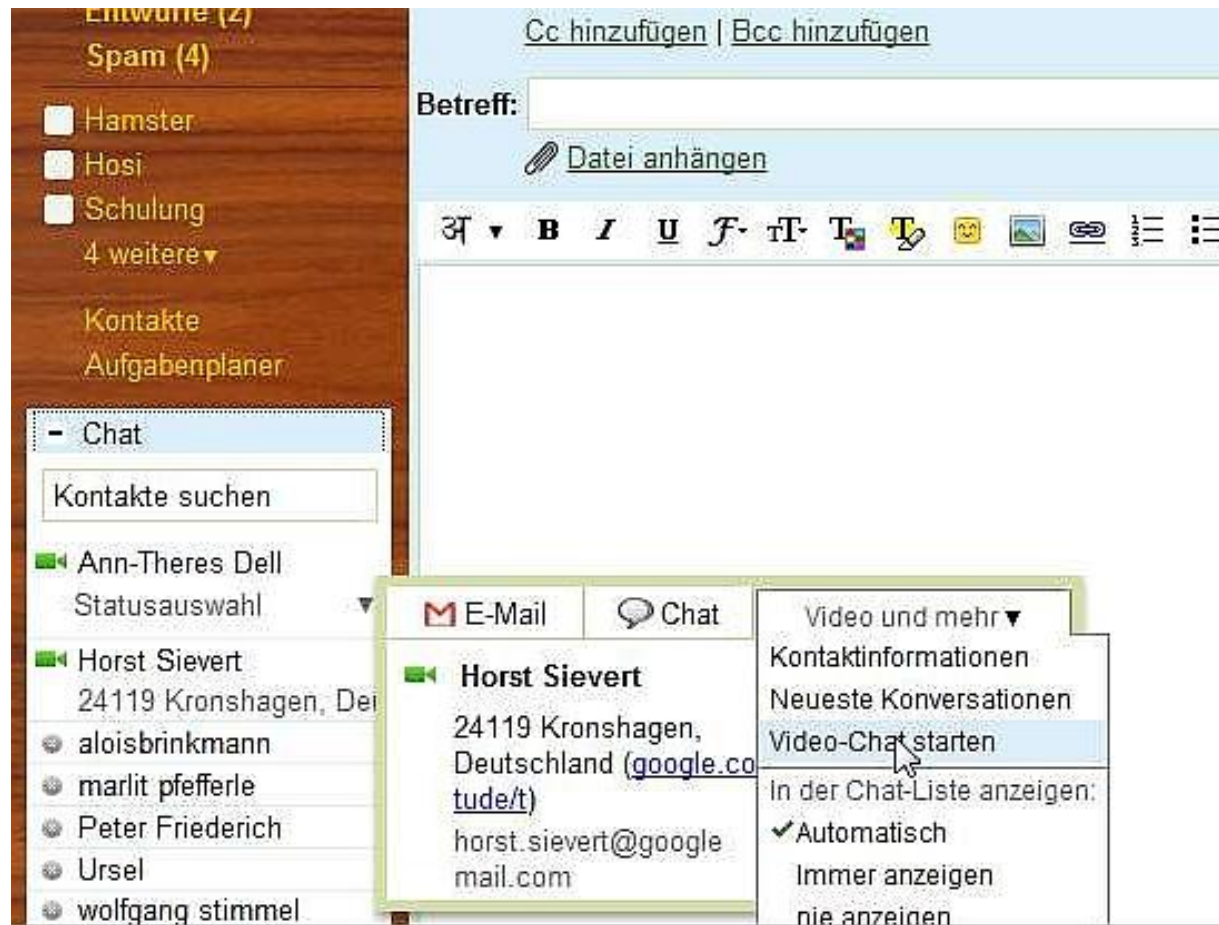 Entwürfe (2)
Spam (4)
Hamster
Hosi
Schulung
4 weitere▾
Kontakte
Aufgabenplaner
– Chat
Kontakte suchen
Ann-Theres Dell
Statusauswahl ▼
Horst Sievert
24119 Kronshagen, Dei
aloisbrinkmann
marlit pfefferle
Peter Friederich
Ursel
wolfgang stimmel
Cc hinzufügen | Bcc hinzufügen
Betreff:
Datei anhängen
अ ▾ B I U F T T T
E-Mail Chat Video und mehr▼
Horst Sievert
24119 Kronshagen,
Deutschland (google.co
tude/t)
horst.sievert@google
mail.com
Kontaktinformationen
Neueste Konversationen
Video-Chat starten
In der Chat-Liste anzeigen:
✔Automatisch
Immer anzeigen
nie anzeigen